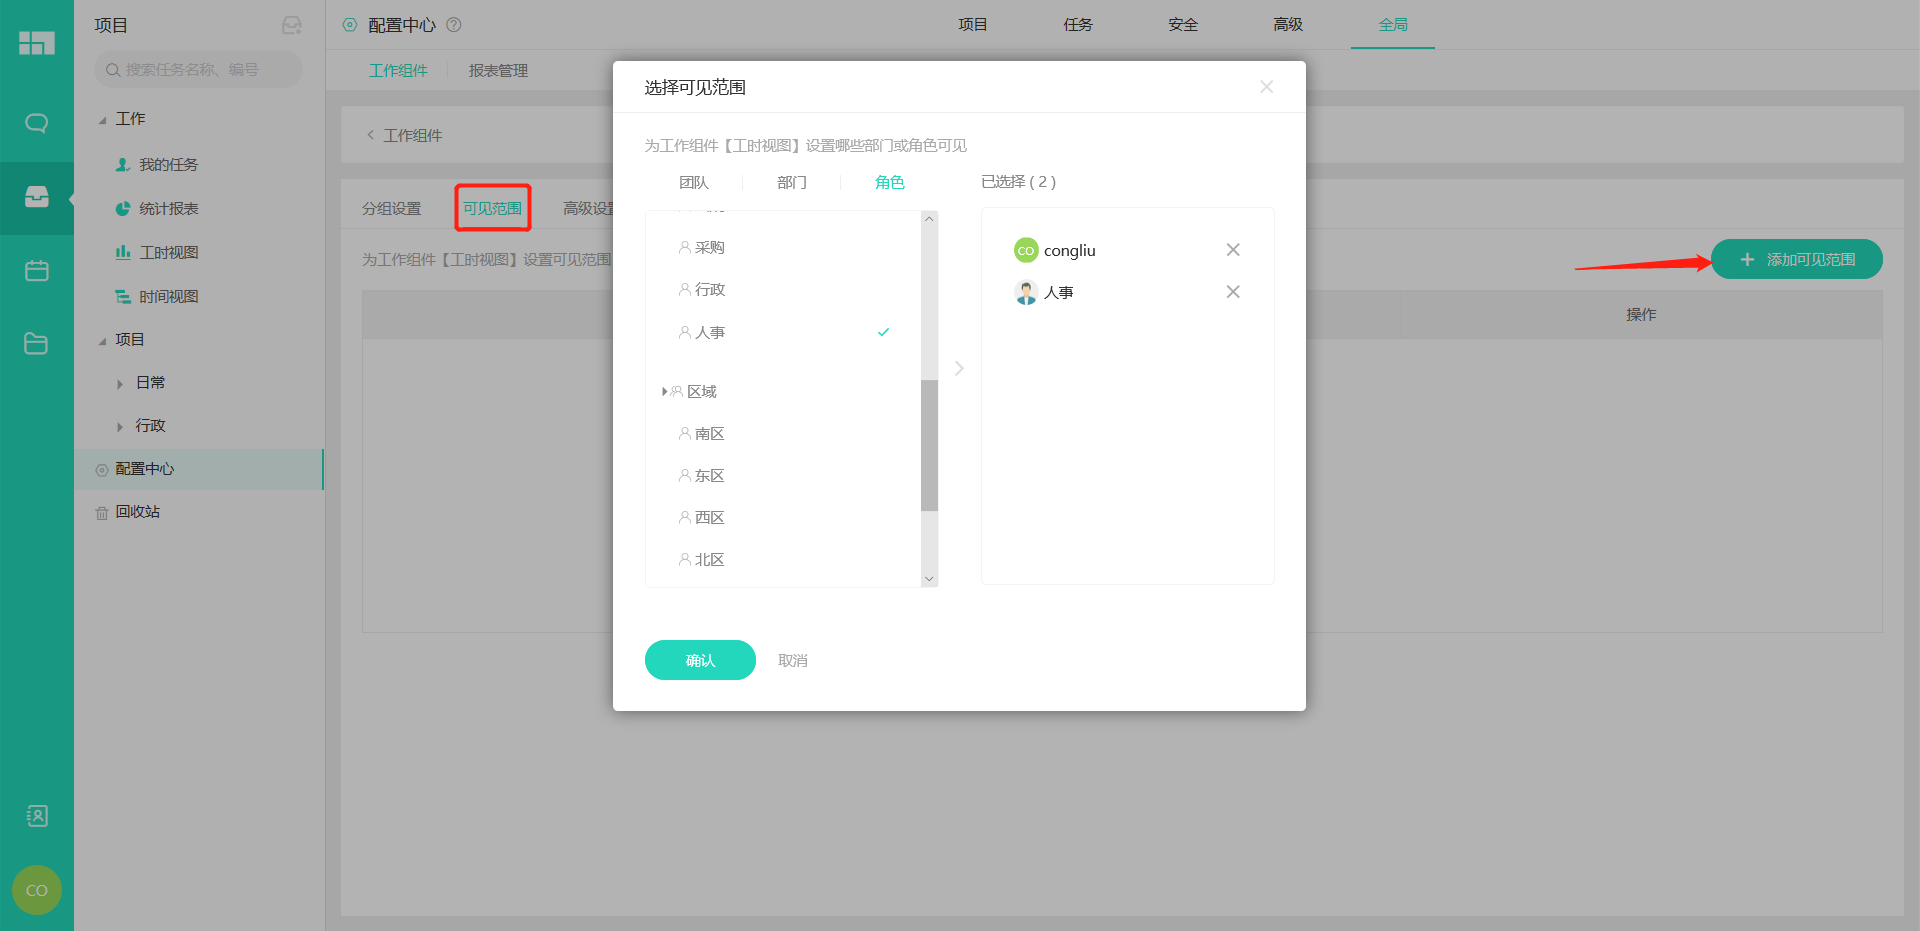 项目
搜索任务名称、编号
工作
我的任务
统计报表
工时视图
时间视图
项目
日常
行政
配置中心
回收站
CO
配置中心
项目
任务
安全
高级
全局
工作组件
报表管理
工作组件
分组设置
可见范围
高级设置
为工作组件【工时视图】设置可见范围
添加可见范围
操作
选择可见范围
为工作组件【工时视图】设置哪些部门或角色可见
团队
部门
角色
已选择 ( 2 )
采购
行政
人事
区域
南区
东区
西区
北区
CO congliu
人事
确认
取消